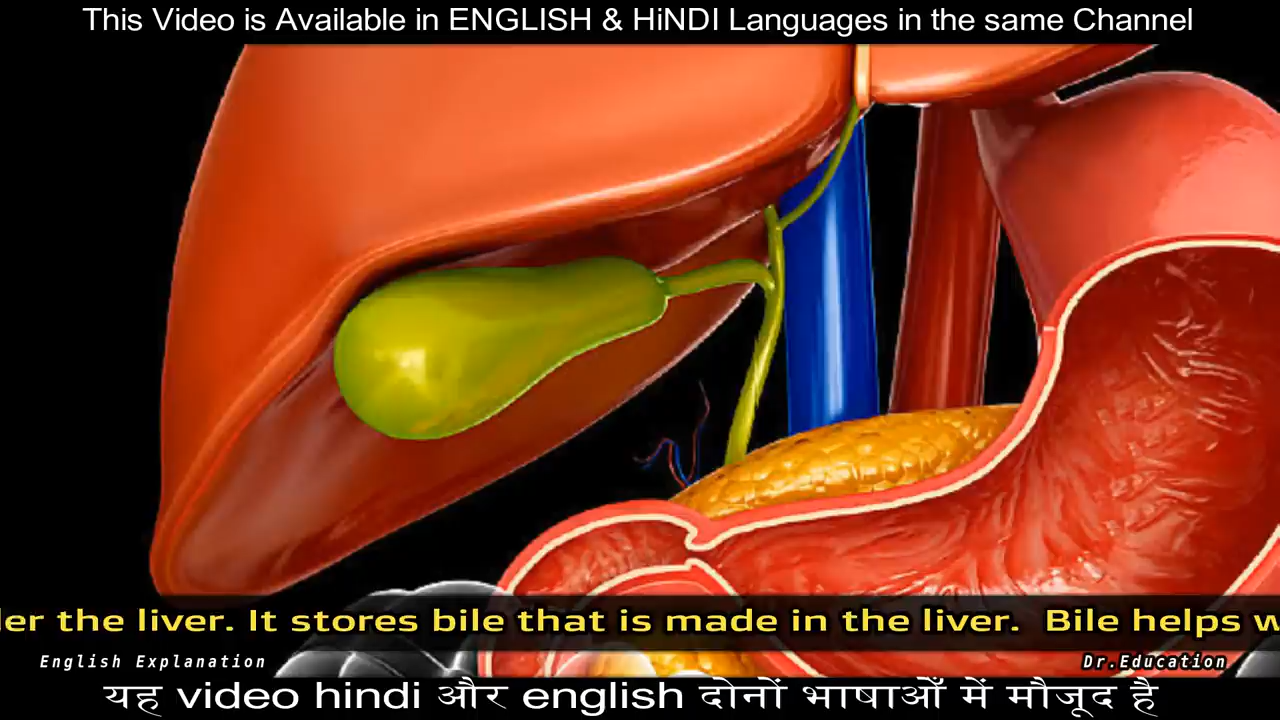 This Video is Available in ENGLISH & HiNDI Languages in the same Channel
the liver. It stores bile that is made in the liver. Bile helps
English Explanation
Dr.Education
यह video hindi और english दोनों भाषाओँ में मौजूद है